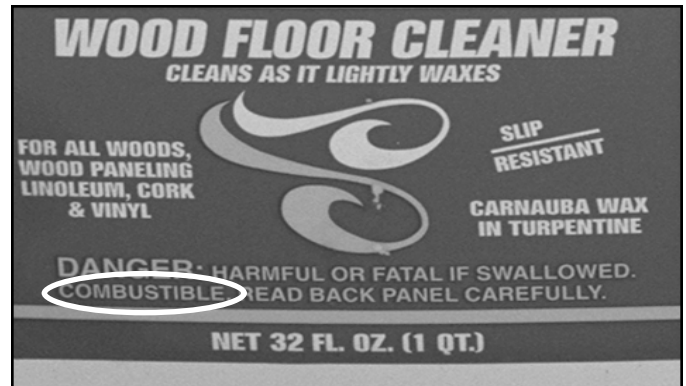 WOOD FLOOR CLEANER
CLEANS AS IT LIGHTLY WAXES
FOR ALL WOODS,
WOOD PANELING
LINOLEUM, CORK
& VINYL
SLIP
RESISTANT
CARNAUBA WAX
IN TURPENTINE
DANGER: HARMFUL OR FATAL IF SWALLOWED.
COMBUSTIBLE. READ BACK PANEL CAREFULLY.
NET 32 FL. OZ. (1 QT.)